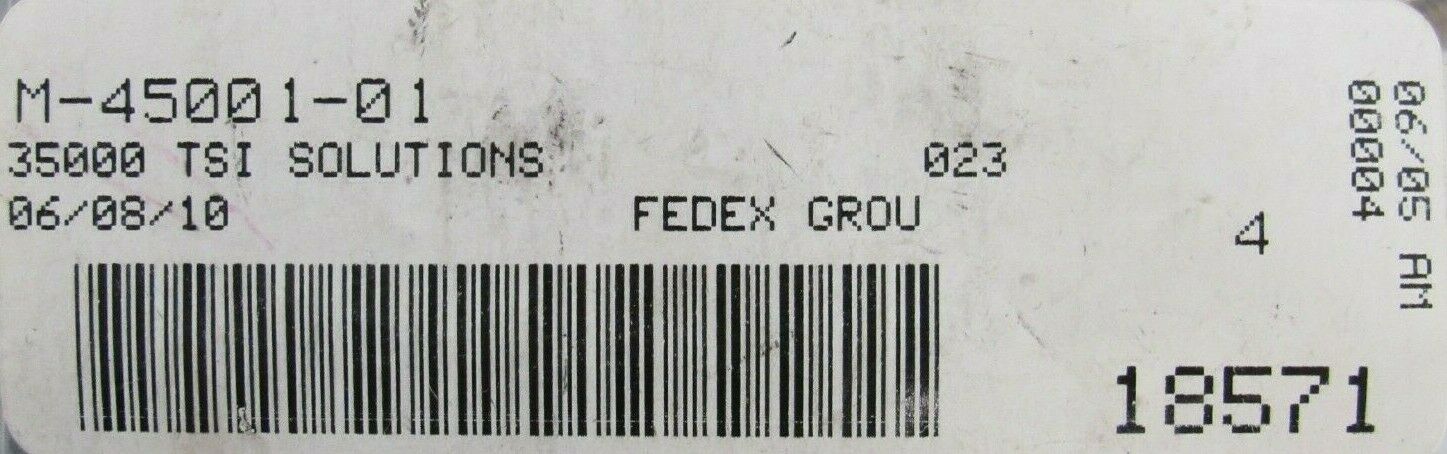 M-45001-01
35000 TSI SOLUTIONS 023
06/08/10 FEDEX GROU
4
18571
06/05 AM
00004